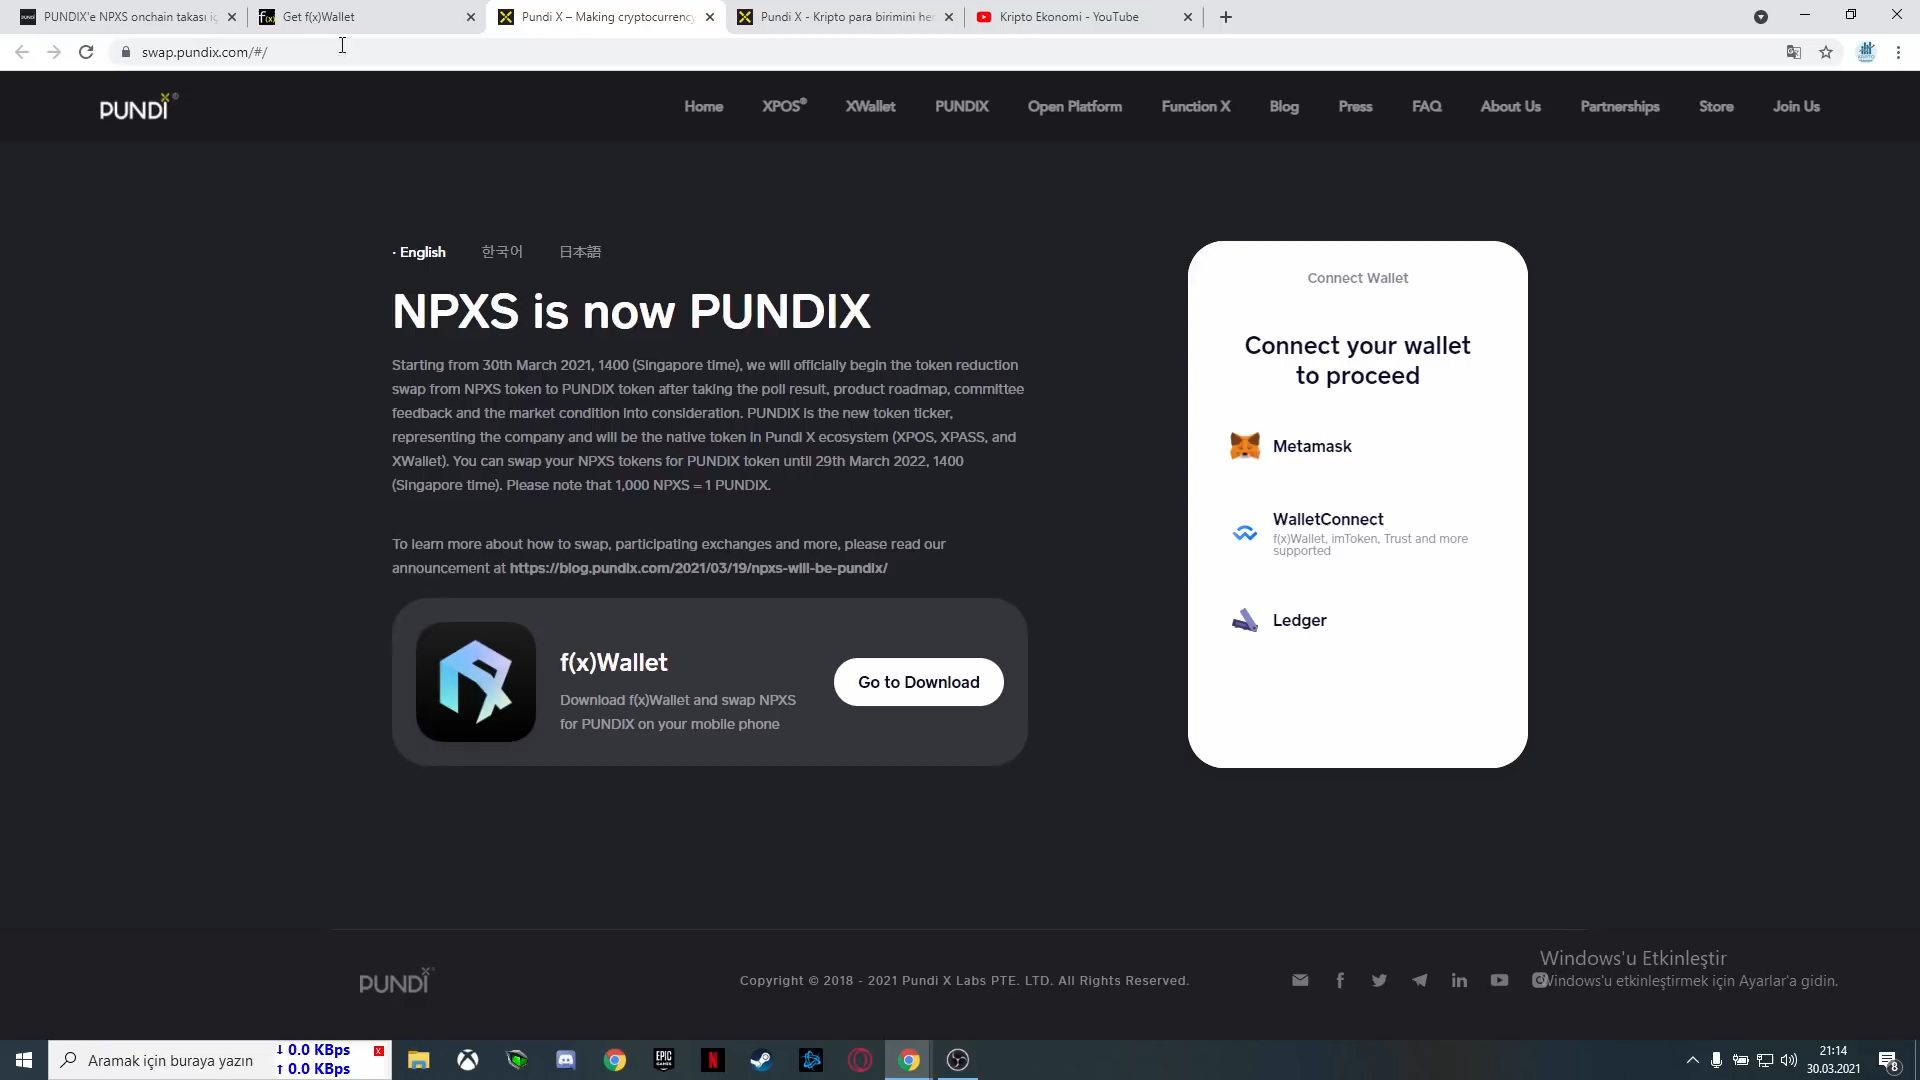 PUNDIX'e NPXS onchain takası iç
Get f(x)Wallet
Pundi X – Making cryptocurrency
Pundi X - Kripto para birimini her
Kripto Ekonomi - YouTube
swap.pundix.com/#/
PUNDI X
Home
XPOS®
XWallet
PUNDIX
Open Platform
Function X
Blog
Press
FAQ
About Us
Partnerships
Store
Join Us
· English
한국어
日本語
NPXS is now PUNDIX
Starting from 30th March 2021, 1400 (Singapore time), we will officially begin the token reduction
swap from NPXS token to PUNDIX token after taking the poll result, product roadmap, committee
feedback and the market condition into consideration. PUNDIX is the new token ticker,
representing the company and will be the native token in Pundi X ecosystem (XPOS, XPASS, and
XWallet). You can swap your NPXS tokens for PUNDIX token until 29th March 2022, 1400
(Singapore time). Please note that 1,000 NPXS = 1 PUNDIX.
To learn more about how to swap, participating exchanges and more, please read our
announcement at https://blog.pundix.com/2021/03/19/npxs-will-be-pundix/
f(x)Wallet
Download f(x)Wallet and swap NPXS
for PUNDIX on your mobile phone
Go to Download
Connect Wallet
Connect your wallet
to proceed
Metamask
WalletConnect
f(x)Wallet, imToken, Trust and more
supported
Ledger
PUNDI X
Copyright © 2018 - 2021 Pundi X Labs PTE. LTD. All Rights Reserved.
Windows'u Etkinleştir
Windows'u etkinleştirmek için Ayarlar'a gidin.
Aramak için buraya yazın
↓ 0.0 KBps
↑ 0.0 KBps
EPIC GAMES
21:14
30.03.2021
8